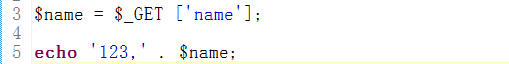 3 $name = $_GET ['name'];
4
5 echo '123,' . $name;